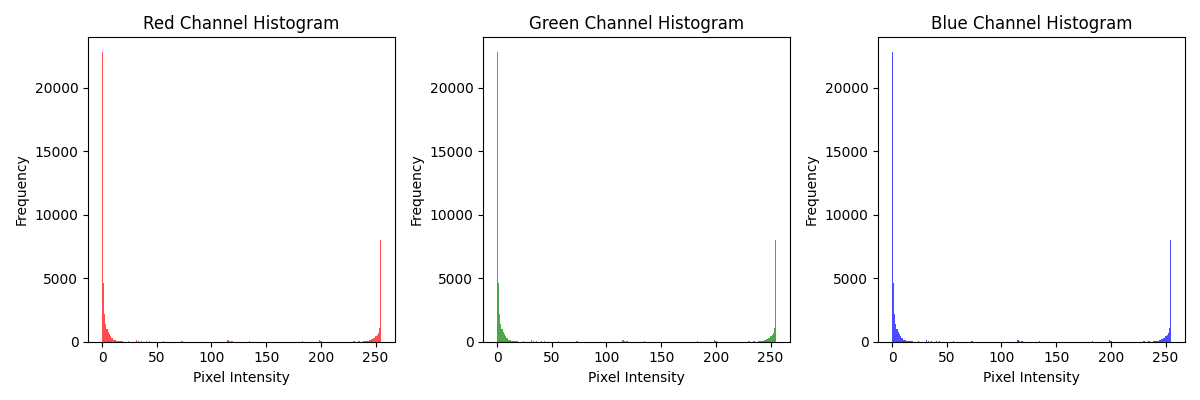 Red Channel Histogram
Frequency
20000
15000
10000
5000
0
0 50 100 150 200 250
Pixel Intensity
Green Channel Histogram
Frequency
20000
15000
10000
5000
0
0 50 100 150 200 250
Pixel Intensity
Blue Channel Histogram
Frequency
20000
15000
10000
5000
0
0 50 100 150 200 250
Pixel Intensity